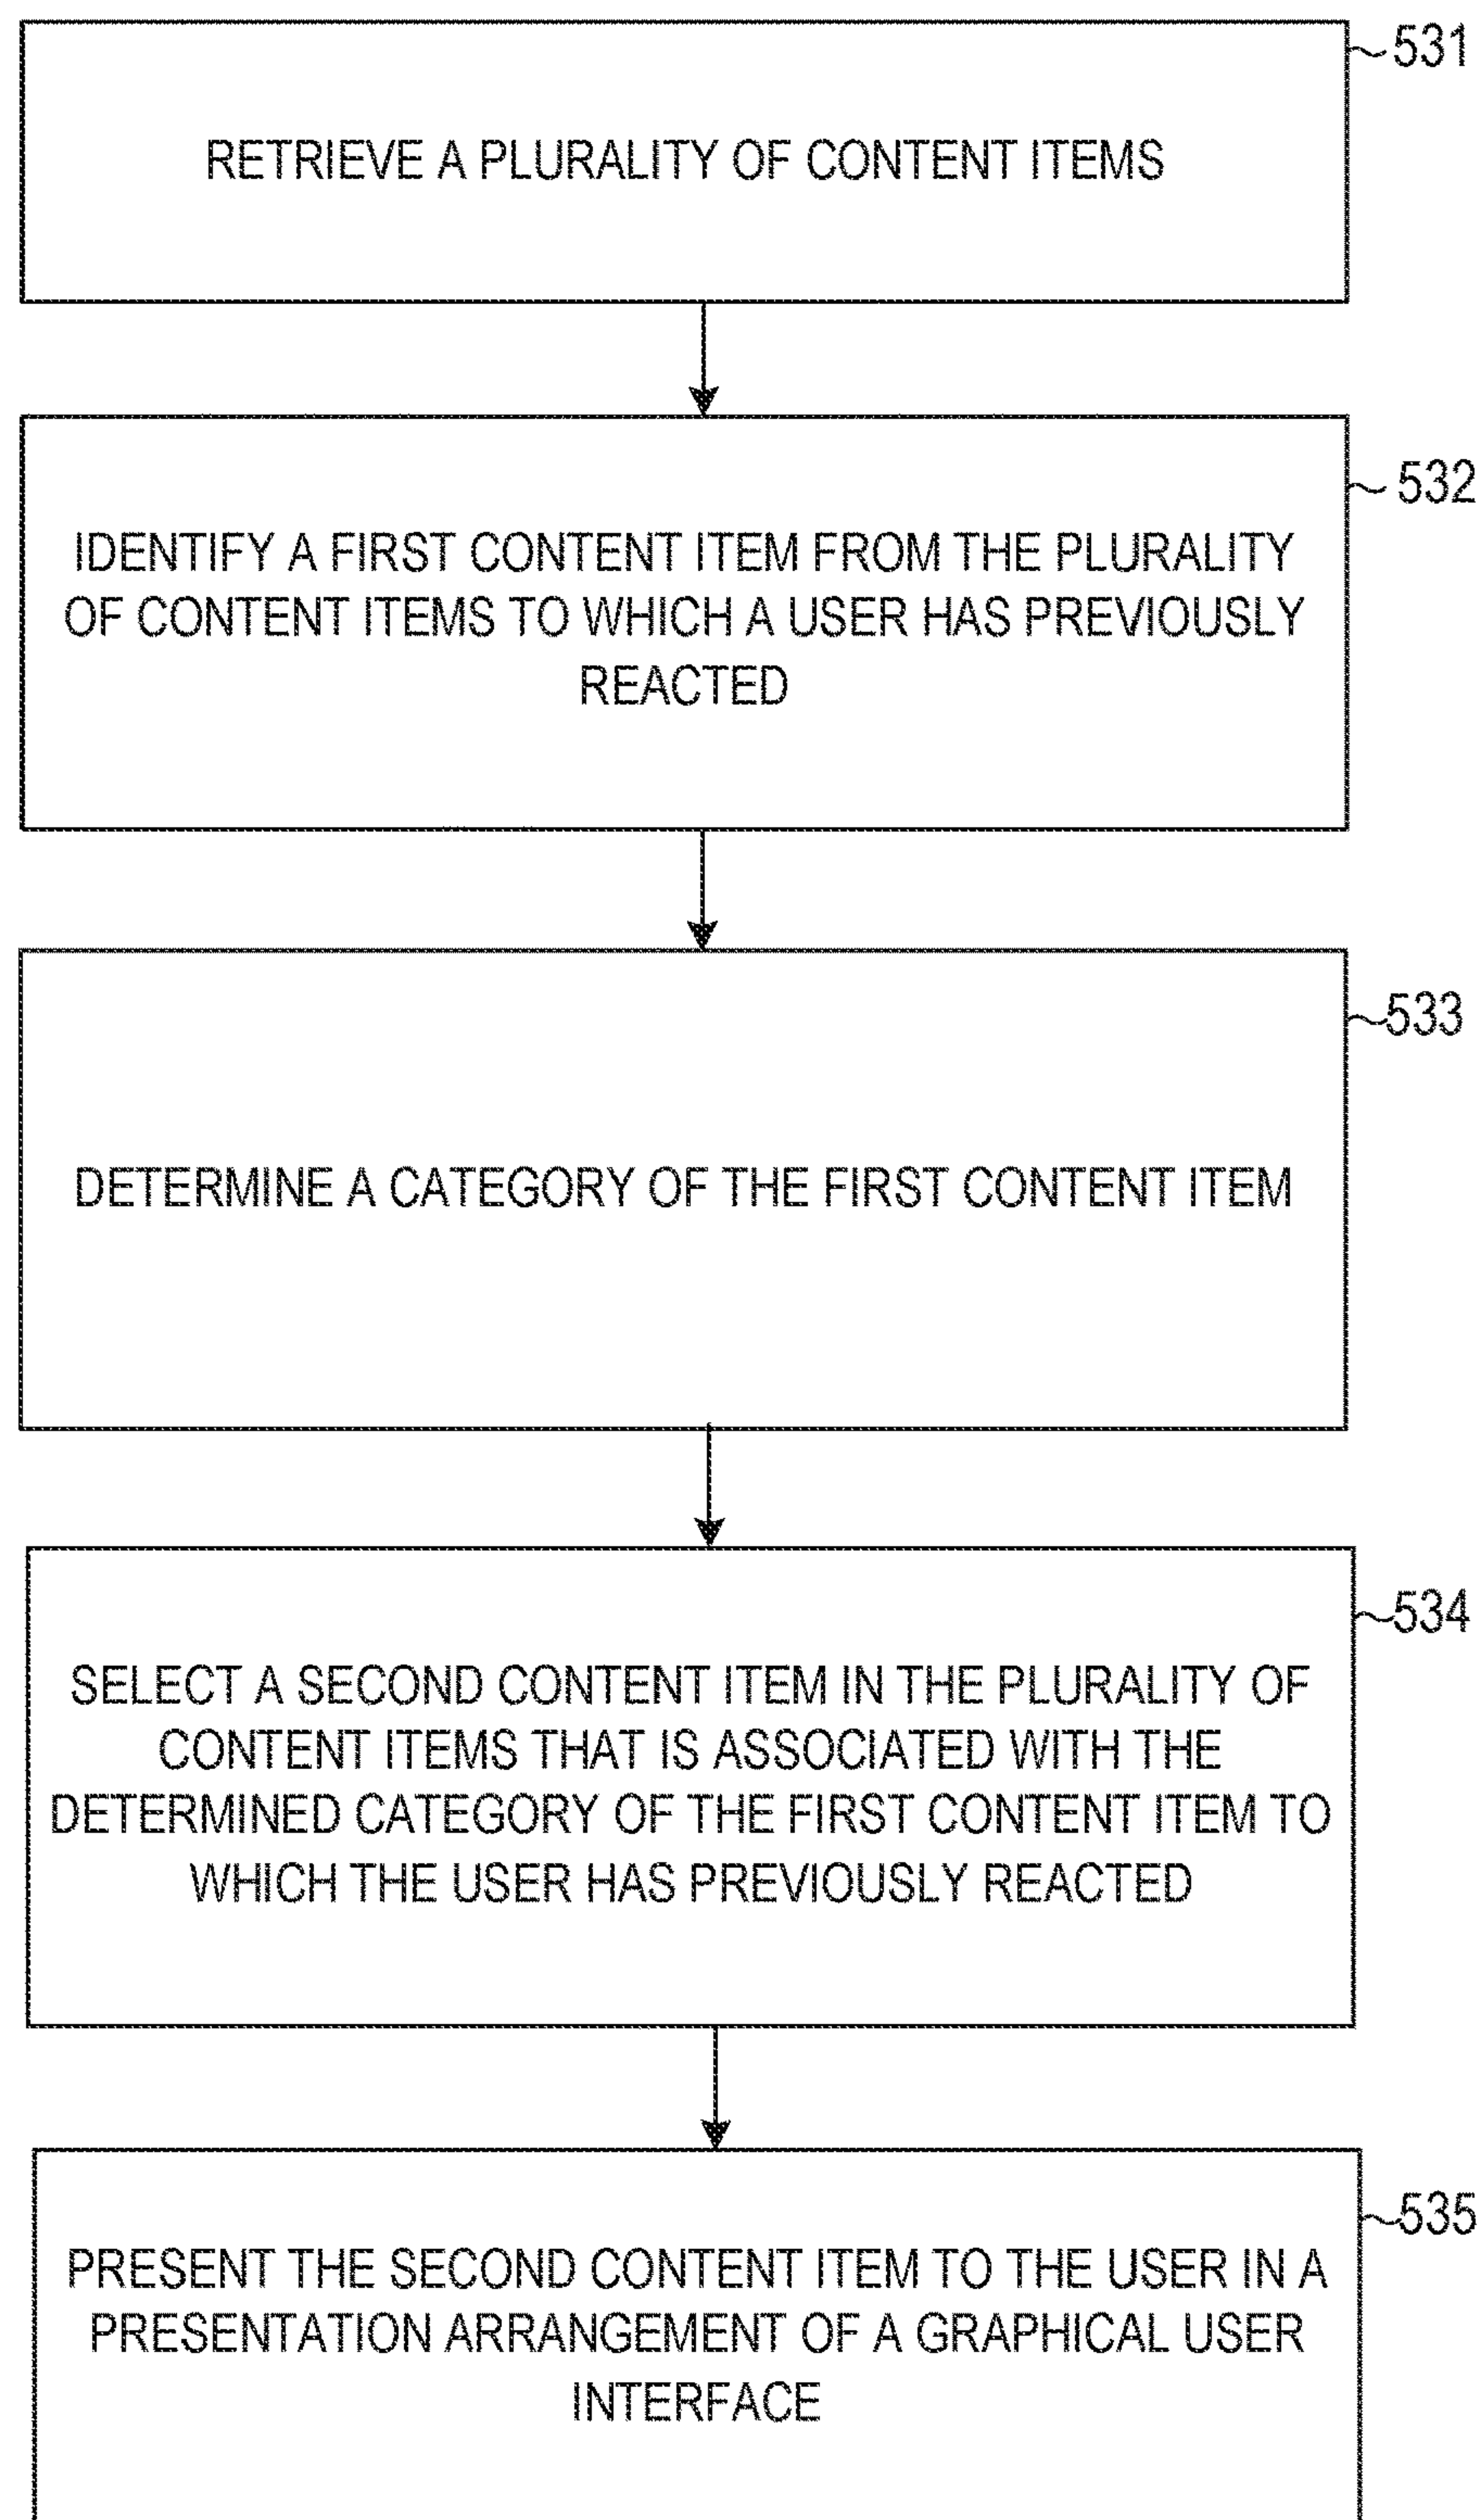 531
RETRIEVE A PLURALITY OF CONTENT ITEMS
532
IDENTIFY A FIRST CONTENT ITEM FROM THE PLURALITY
OF CONTENT ITEMS TO WHICH A USER HAS PREVIOUSLY
REACTED
533
DETERMINE A CATEGORY OF THE FIRST CONTENT ITEM
534
SELECT A SECOND CONTENT ITEM IN THE PLURALITY OF
CONTENT ITEMS THAT IS ASSOCIATED WITH THE
DETERMINED CATEGORY OF THE FIRST CONTENT ITEM TO
WHICH THE USER HAS PREVIOUSLY REACTED
535
PRESENT THE SECOND CONTENT ITEM TO THE USER IN A
PRESENTATION ARRANGEMENT OF A GRAPHICAL USER
INTERFACE